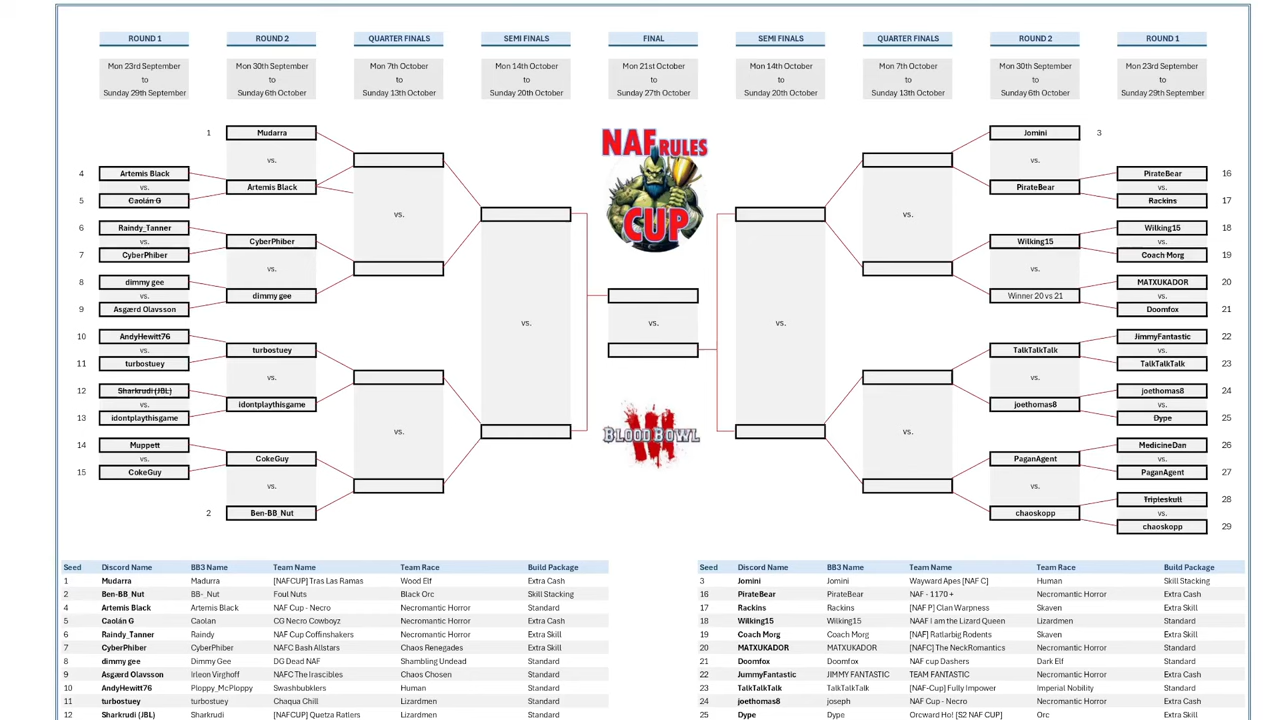 ROUND 1 ROUND 2 QUARTER FINALS SEMI FINALS FINAL SEMI FINALS QUARTER FINALS ROUND 2 ROUND 1
Mon 23rd September Mon 30th September Mon 7th October Mon 14th October Mon 21st October Mon 14th October Mon 7th October Mon 30th September Mon 23rd September
to to to to to to to to to
Sunday 29th September Sunday 6th October Sunday 13th October Sunday 20th October Sunday 27th October Sunday 20th October Sunday 13th October Sunday 6th October Sunday 29th September
1 Mudarra Jomini 3
NAF RULES
vs. vs.
4 Artemis Black PirateBear 16
vs. Artemis Black PirateBear vs.
5 Caolán G Rackins 17
vs. CUP vs.
6 Raindy_Tanner Wilking15 18
vs. CyberPhiber Wilking15 vs.
7 CyberPhiber Coach Morg 19
vs. vs.
8 dimmy gee MATXUKADOR 20
vs. dimmy gee Winner 20 vs 21 vs.
9 Asgærd Olavsson Doomfox 21
vs. vs. vs.
10 AndyHewitt76 JimmyFantastic 22
vs. turbostuey TalkTalkTalk vs.
11 turbostuey TalkTalkTalk 23
vs. vs.
12 Sharkrudi (JBL) joethomas8 24
vs. idontplaythisgame joethomas8 vs.
13 idontplaythisgame Dype 25
vs. BLOOD BOWL vs.
14 Muppett MedicineDan 26
vs. CokeGuy PaganAgent vs.
15 CokeGuy PaganAgent 27
vs. vs.
Tripleskull 28
2 Ben-BB_Nut chaoskopp vs.
chaoskopp 29
Seed Discord Name BB3 Name Team Name Team Race Build Package
1 Mudarra Madurra [NAFCUP] Tras Las Ramas Wood Elf Extra Cash
2 Ben-BB_Nut BB-_Nut Foul Nuts Black Orc Skill Stacking
4 Artemis Black Artemis Black NAF Cup - Necro Necromantic Horror Standard
5 Caolán G Caolan CG Necro Cowboyz Necromantic Horror Extra Cash
6 Raindy_Tanner Raindy NAF Cup Coffinshakers Necromantic Horror Extra Skill
7 CyberPhiber CyberPhiber NAFC Bash Allstars Chaos Renegades Extra Skill
8 dimmy gee Dimmy Gee DG Dead NAF Shambling Undead Standard
9 Asgærd Olavsson Irleon Virghoff NAFC The Irascibles Chaos Chosen Standard
10 AndyHewitt76 Ploppy_McPloppy Swashbubklers Human Standard
11 turbostuey turbostuey Chaqua Chill Lizardmen Standard
12 Sharkrudi (JBL) Sharkrudi [NAFCUP] Quetza Ratlers Lizardmen Standard
Seed Discord Name BB3 Name Team Name Team Race Build Package
3 Jomini Jomini Wayward Apes [NAF C] Human Skill Stacking
16 PirateBear PirateBear NAF - 1170 + Necromantic Horror Extra Cash
17 Rackins Rackins [NAF P] Clan Warpness Skaven Extra Skill
18 Wilking15 Wilking15 NAAF I am the Lizard Queen Lizardmen Standard
19 Coach Morg Coach Morg [NAF] Ratlarbig Rodents Skaven Extra Skill
20 MATXUKADOR MATXUKADOR [NAFC] The NeckRomantics Necromantic Horror Standard
21 Doomfox Doomfox NAF cup Dashers Dark Elf Extra Cash
22 JummyFantastic JIMMY FANTASTIC TEAM FANTASTIC Necromantic Horror Extra Cash
23 TalkTalkTalk TalkTalkTalk [NAF-Cup] Fully Impower Imperial Nobility Standard
24 joethomas8 joseph NAF Cup - Necro Necromantic Horror Extra Cash
25 Dype Dype Orcward Ho! [S2 NAF CUP] Orc Extra Skill